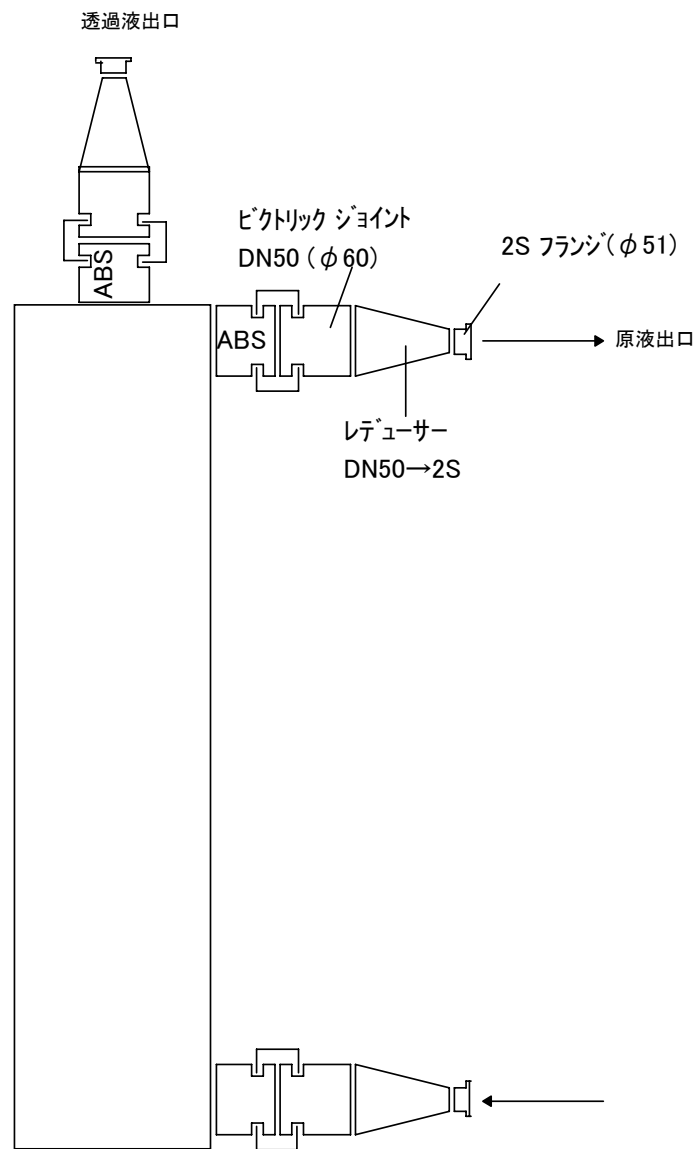 透過液出口
ABS
ﾋﾞｸﾄﾘｯｸ ｼﾞｮｲﾝﾄ
DN50 (φ60)
2S ﾌﾗﾝｼﾞ(φ51)
ABS
原液出口
ﾚﾃﾞｭｰｻｰ
DN50→2S